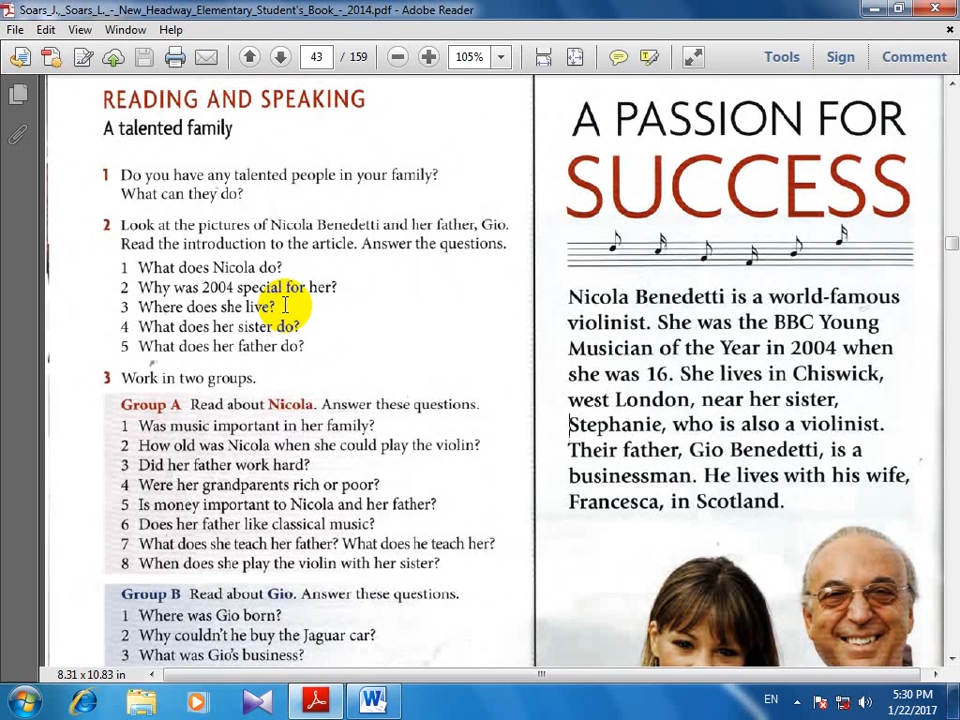 Soars_J.,_Soars_L._-_New_Headway_Elementary_Student's_Book_-_2014.pdf - Adobe Reader
File Edit View Window Help
43 / 159 105% Tools Sign Comment
READING AND SPEAKING
A talented family
1 Do you have any talented people in your family?
What can they do?
2 Look at the pictures of Nicola Benedetti and her father, Gio.
Read the introduction to the article. Answer the questions.
1 What does Nicola do?
2 Why was 2004 special for her?
3 Where does she live?
4 What does her sister do?
5 What does her father do?
3 Work in two groups.
Group A Read about Nicola. Answer these questions.
1 Was music important in her family?
2 How old was Nicola when she could play the violin?
3 Did her father work hard?
4 Were her grandparents rich or poor?
5 Is money important to Nicola and her father?
6 Does her father like classical music?
7 What does she teach her father? What does he teach her?
8 When does she play the violin with her sister?
Group B Read about Gio. Answer these questions.
1 Where was Gio born?
2 Why couldn't he buy the Jaguar car?
3 What was Gio's business?
A PASSION FOR
SUCCESS
Nicola Benedetti is a world-famous
violinist. She was the BBC Young
Musician of the Year in 2004 when
she was 16. She lives in Chiswick,
west London, near her sister,
Stephanie, who is also a violinist.
Their father, Gio Benedetti, is a
businessman. He lives with his wife,
Francesca, in Scotland.
8.31 x 10.83 in
EN
5:30 PM
1/22/2017